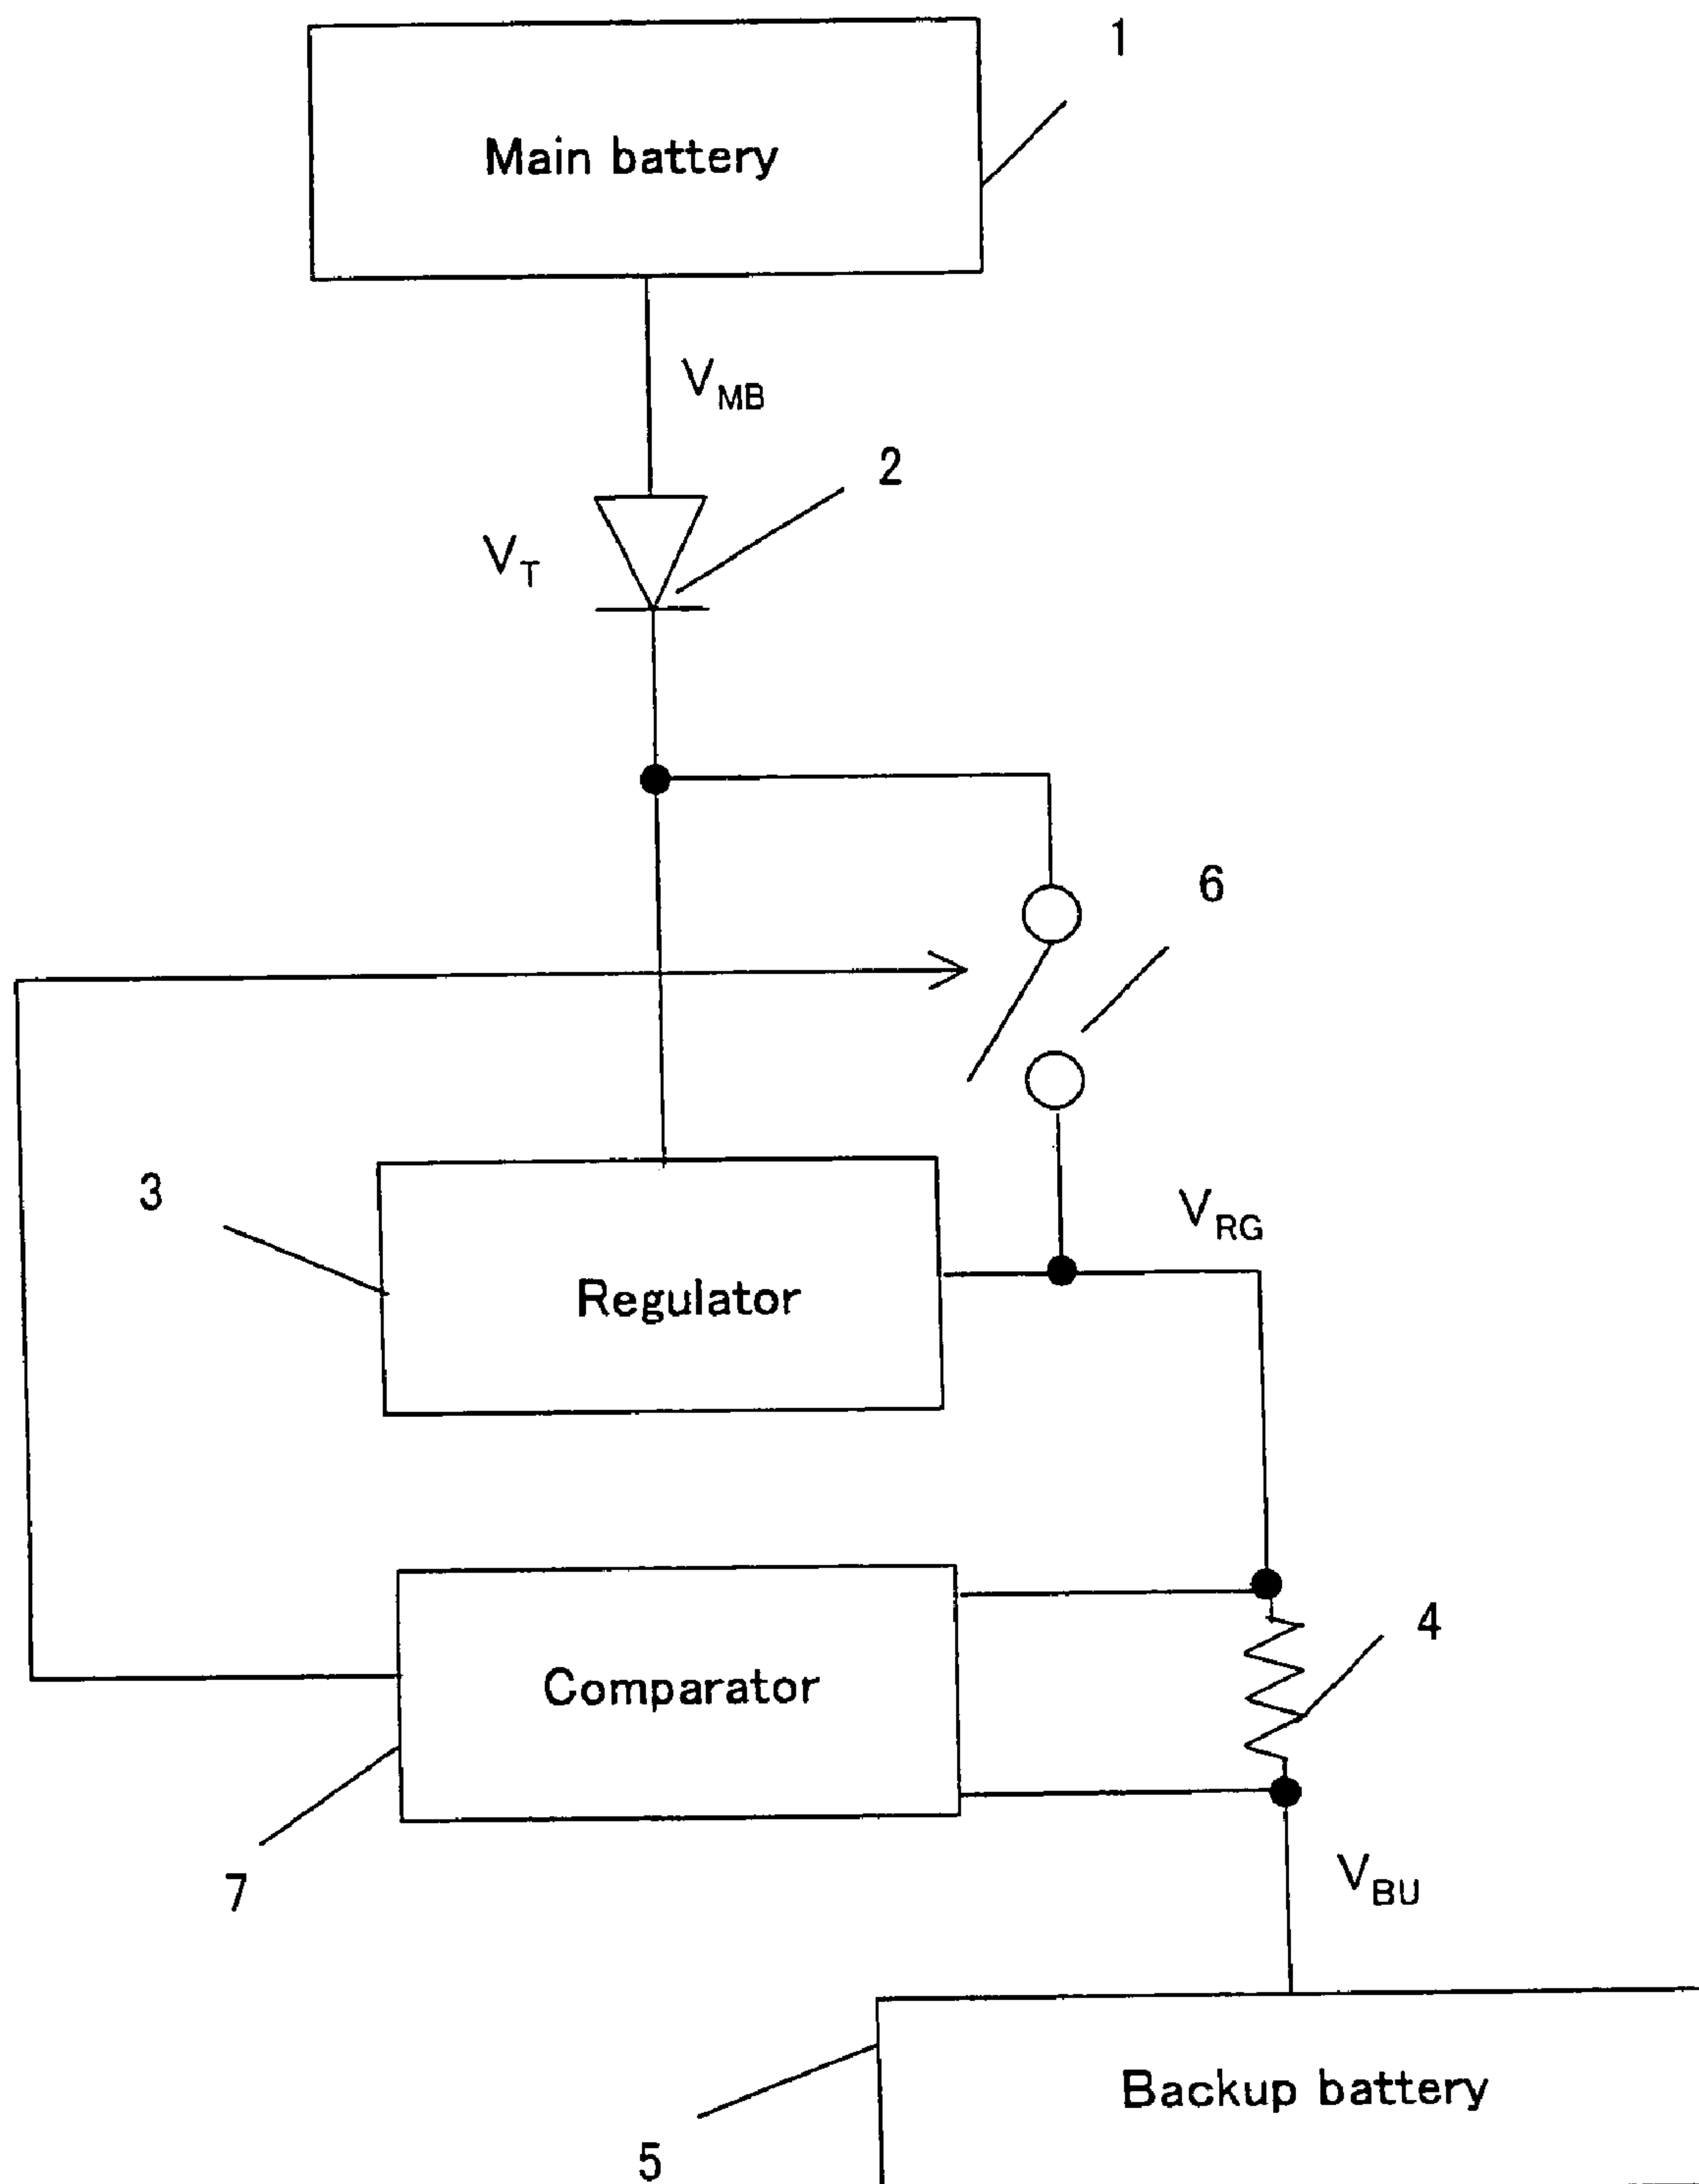 1
Main battery
V_MB
2
V_T
6
3
V_RG
Regulator
4
Comparator
7
V_BU
Backup battery
5